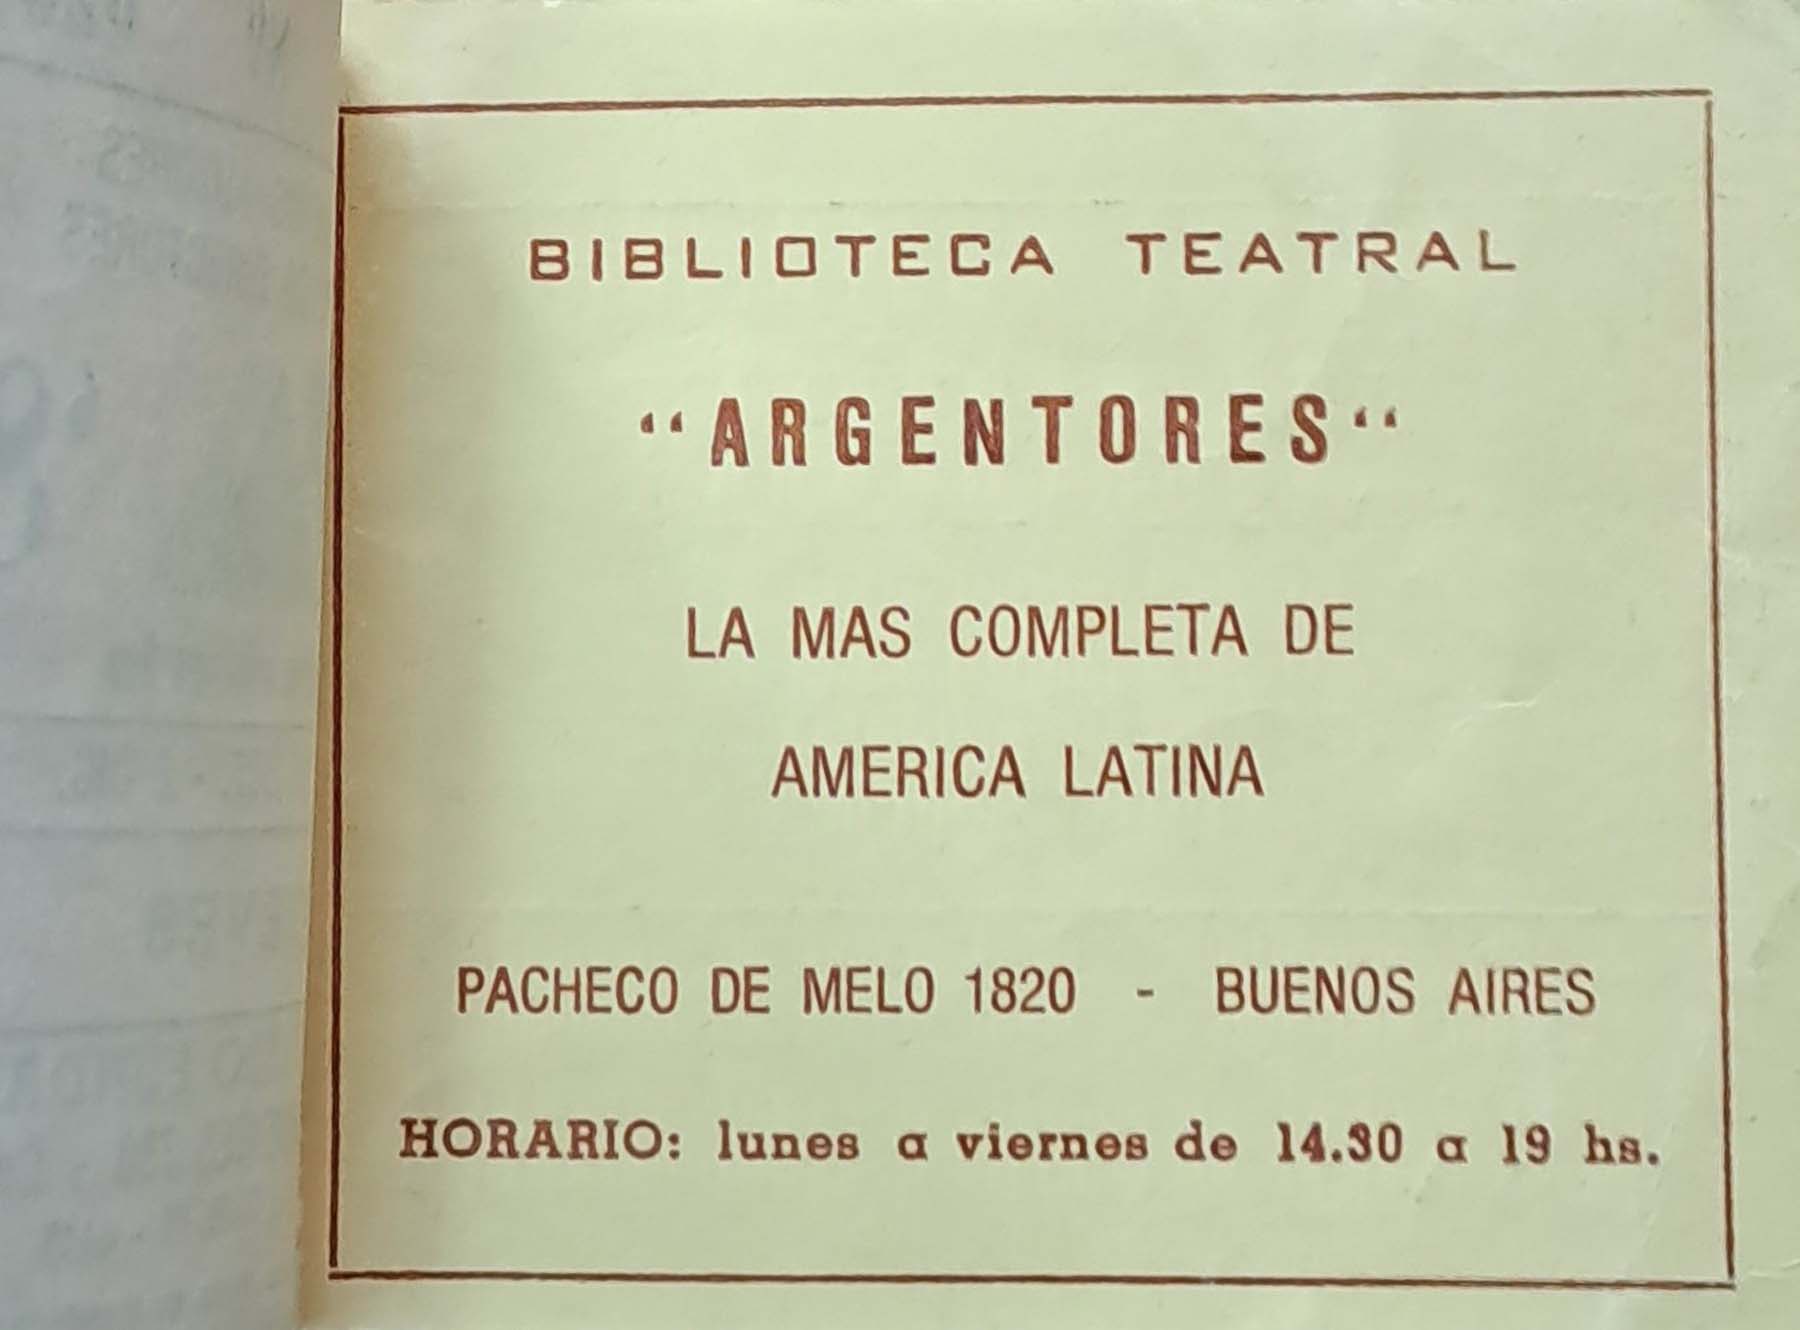 BIBLIOTECA TEATRAL
"ARGENTORES"
LA MAS COMPLETA DE
AMERICA LATINA
PACHECO DE MELO 1820 - BUENOS AIRES
HORARIO: lunes a viernes de 14.30 a 19 hs.